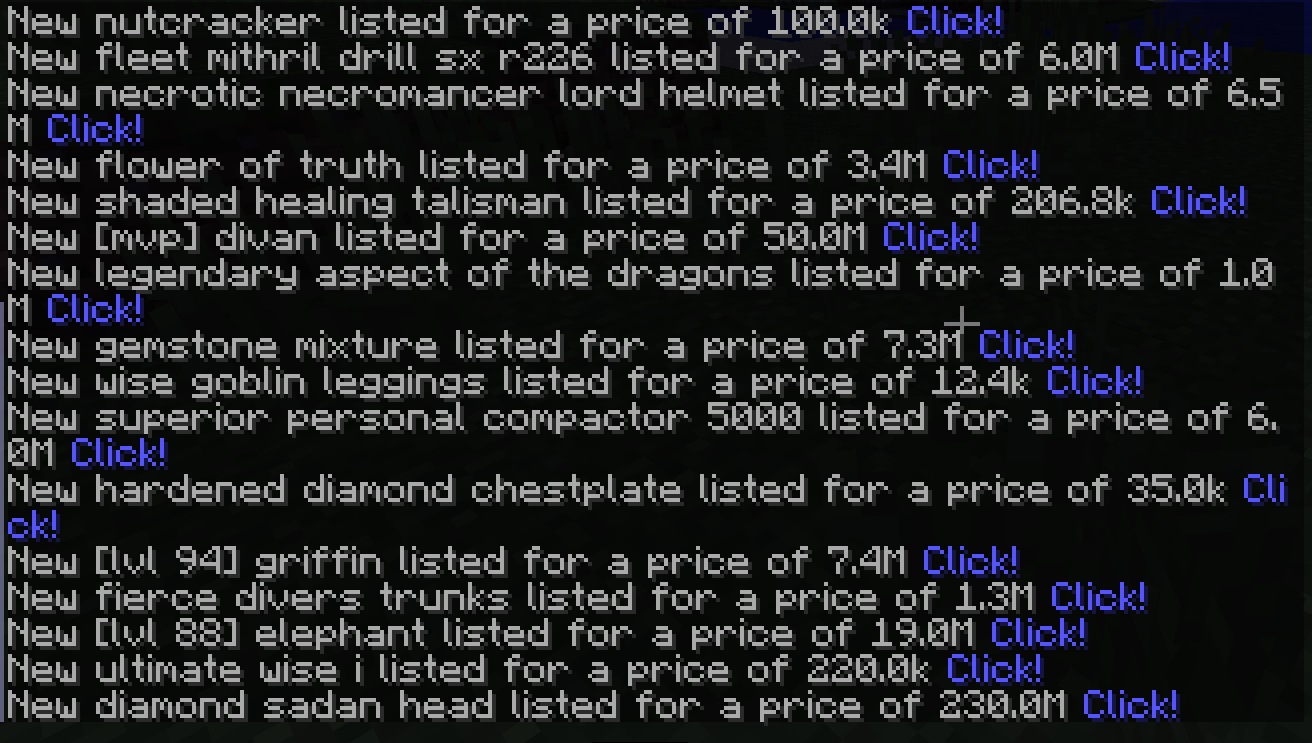 New nutcracker listed for a price of 100.0k Click!
New fleet mithril drill sx r226 listed for a price of 6.0M Click!
New necrotic necromancer lord helmet listed for a price of 6.5
M Click!
New flower of truth listed for a price of 3.4M Click!
New shaded healing talisman listed for a price of 206.8k Click!
New [mvp] divan listed for a price of 50.0M Click!
New legendary aspect of the dragons listed for a price of 1.0
M Click!
New gemstone mixture listed for a price of 7.3M Click!
New wise goblin leggings listed for a price of 12.4k Click!
New superior personal compactor 5000 listed for a price of 6.
0M Click!
New hardened diamond chestplate listed for a price of 35.0k Cli
ck!
New [lvl 94] griffin listed for a price of 7.4M Click!
New fierce divers trunks listed for a price of 1.3M Click!
New [lvl 88] elephant listed for a price of 19.0M Click!
New ultimate wise i listed for a price of 220.0k Click!
New diamond sadan head listed for a price of 230.0M Click!